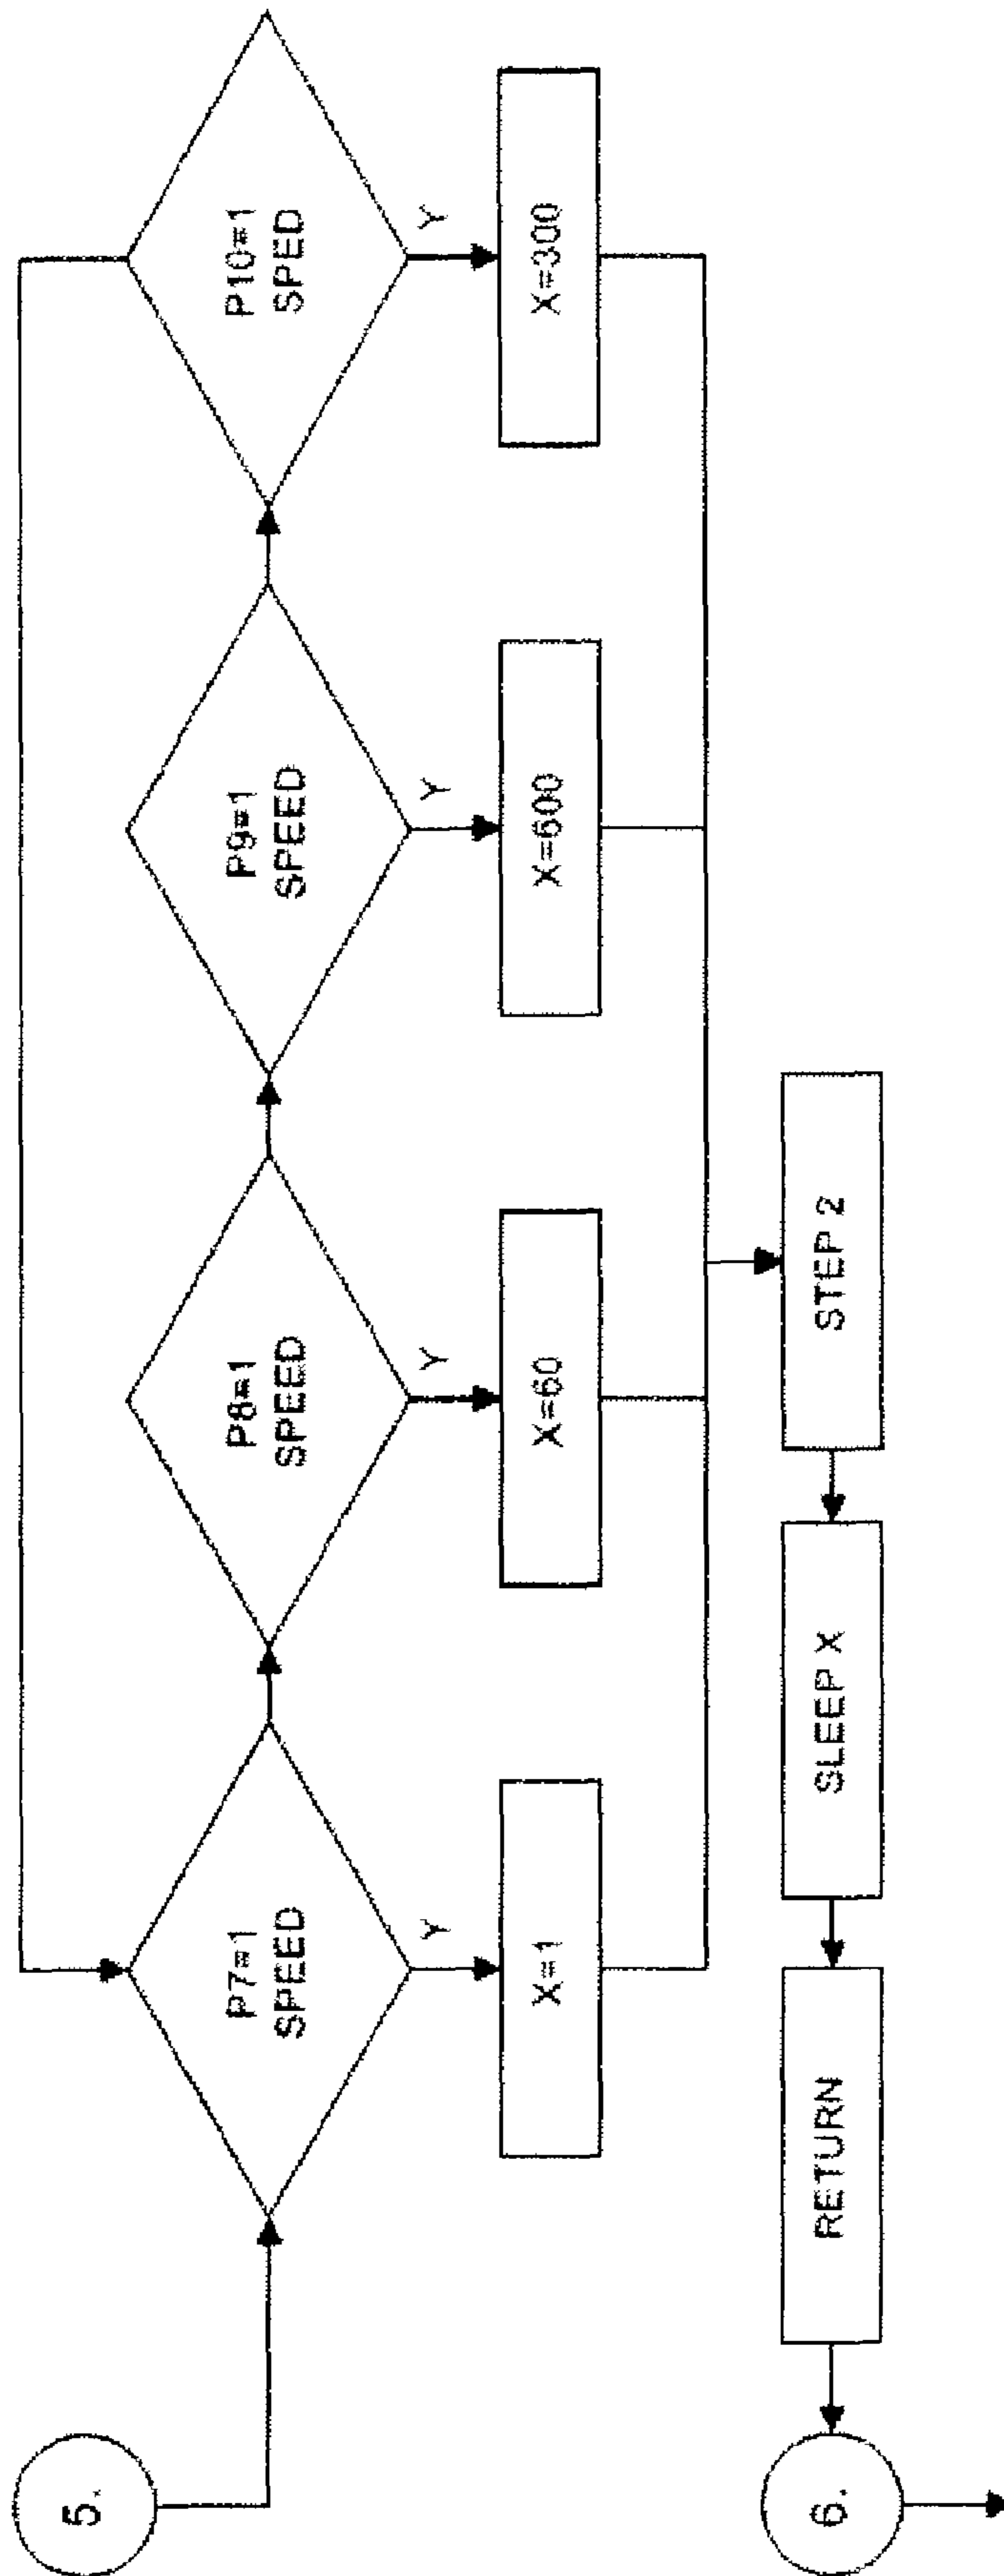 5.
P7=1
SPEED
P8=1
SPEED
P9=1
SPEED
P10=1
SPED
Y
Y
Y
Y
X=1
X=60
X=600
X=300
STEP 2
SLEEP X
RETURN
6.